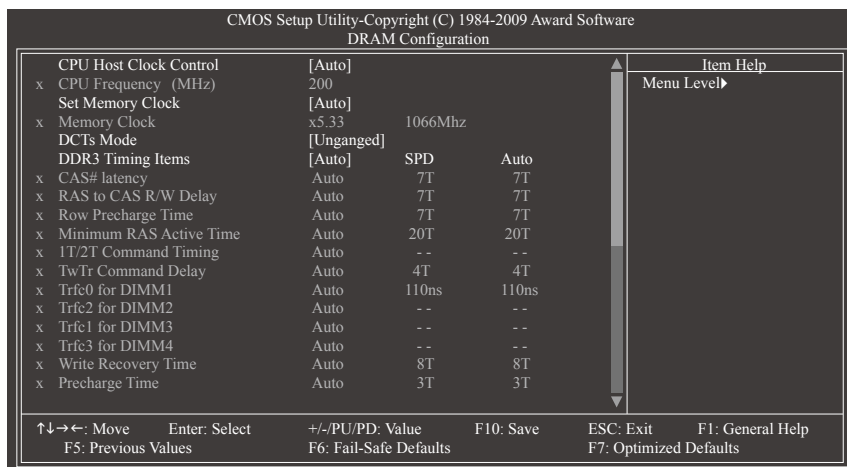 CMOS Setup Utility-Copyright (C) 1984-2009 Award Software
DRAM Configuration
CPU Host Clock Control [Auto]
x CPU Frequency (MHz) 200
Set Memory Clock [Auto]
x Memory Clock x5.33 1066Mhz
DCTs Mode [Unganged]
DDR3 Timing Items [Auto] SPD Auto
x CAS# latency Auto 7T 7T
x RAS to CAS R/W Delay Auto 7T 7T
x Row Precharge Time Auto 7T 7T
x Minimum RAS Active Time Auto 20T 20T
x 1T/2T Command Timing Auto - - - -
x TwTr Command Delay Auto 4T 4T
x Trfc0 for DIMM1 Auto 110ns 110ns
x Trfc2 for DIMM2 Auto - - - -
x Trfc1 for DIMM3 Auto - - - -
x Trfc3 for DIMM4 Auto - - - -
x Write Recovery Time Auto 8T 8T
x Precharge Time Auto 3T 3T
Item Help
Menu Level▶
↑↓→←: Move Enter: Select +/-/PU/PD: Value F10: Save ESC: Exit F1: General Help
F5: Previous Values F6: Fail-Safe Defaults F7: Optimized Defaults